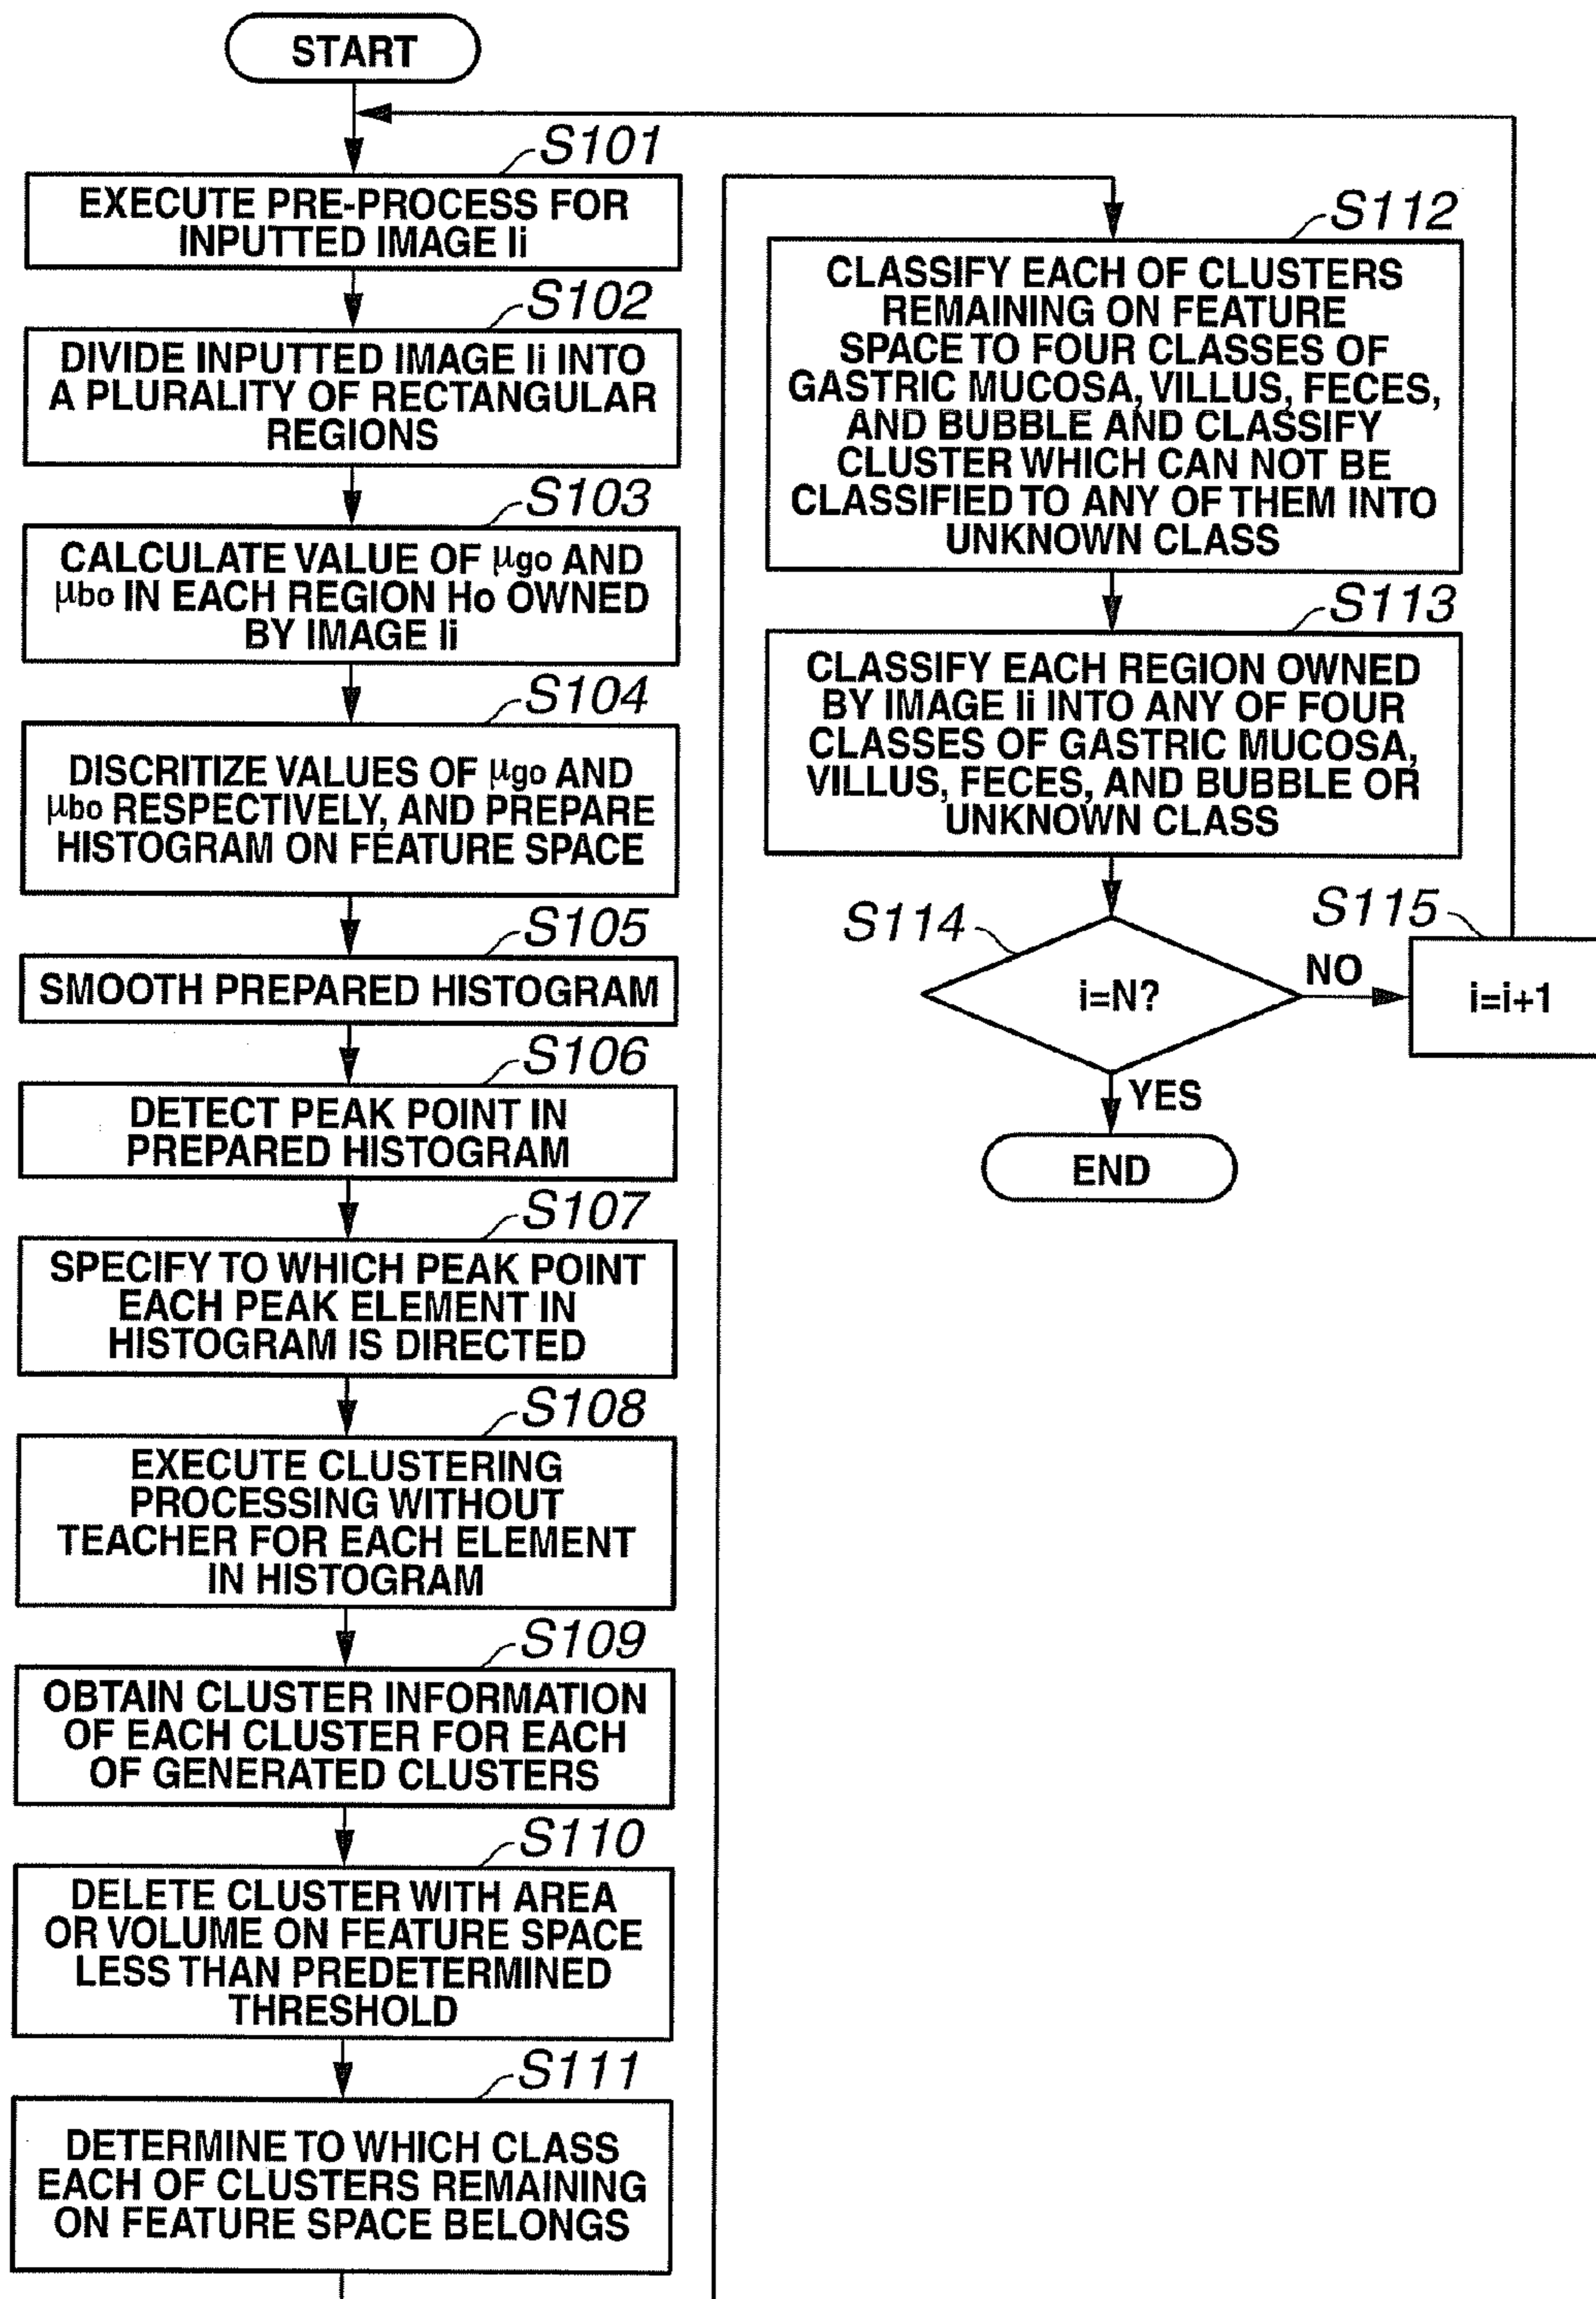 START
S101
EXECUTE PRE-PROCESS FOR
INPUTTED IMAGE Ii
S102
DIVIDE INPUTTED IMAGE Ii INTO
A PLURALITY OF RECTANGULAR
REGIONS
S103
CALCULATE VALUE OF μgo AND
μbo IN EACH REGION Ho OWNED
BY IMAGE Ii
S104
DISCRITIZE VALUES OF μgo AND
μbo RESPECTIVELY, AND PREPARE
HISTOGRAM ON FEATURE SPACE
S105
SMOOTH PREPARED HISTOGRAM
S106
DETECT PEAK POINT IN
PREPARED HISTOGRAM
S107
SPECIFY TO WHICH PEAK POINT
EACH PEAK ELEMENT IN
HISTOGRAM IS DIRECTED
S108
EXECUTE CLUSTERING
PROCESSING WITHOUT
TEACHER FOR EACH ELEMENT
IN HISTOGRAM
S109
OBTAIN CLUSTER INFORMATION
OF EACH CLUSTER FOR EACH
OF GENERATED CLUSTERS
S110
DELETE CLUSTER WITH AREA
OR VOLUME ON FEATURE SPACE
LESS THAN PREDETERMINED
THRESHOLD
S111
DETERMINE TO WHICH CLASS
EACH OF CLUSTERS REMAINING
ON FEATURE SPACE BELONGS
S112
CLASSIFY EACH OF CLUSTERS
REMAINING ON FEATURE
SPACE TO FOUR CLASSES OF
GASTRIC MUCOSA, VILLUS, FECES,
AND BUBBLE AND CLASSIFY
CLUSTER WHICH CAN NOT BE
CLASSIFIED TO ANY OF THEM INTO
UNKNOWN CLASS
S113
CLASSIFY EACH REGION OWNED
BY IMAGE Ii INTO ANY OF FOUR
CLASSES OF GASTRIC MUCOSA,
VILLUS, FECES, AND BUBBLE OR
UNKNOWN CLASS
S114
i=N?
NO
S115
i=i+1
YES
END